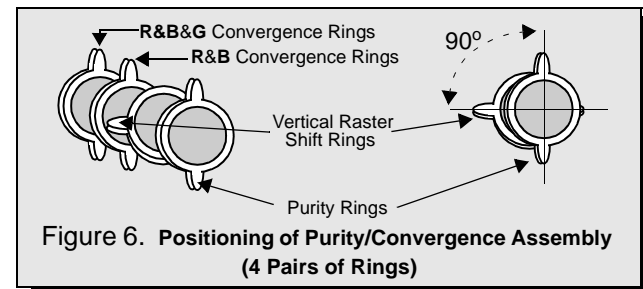 R&B&G Convergence Rings
R&B Convergence Rings
90º
Vertical Raster
Shift Rings
Purity Rings
Figure 6. Positioning of Purity/Convergence Assembly
(4 Pairs of Rings)